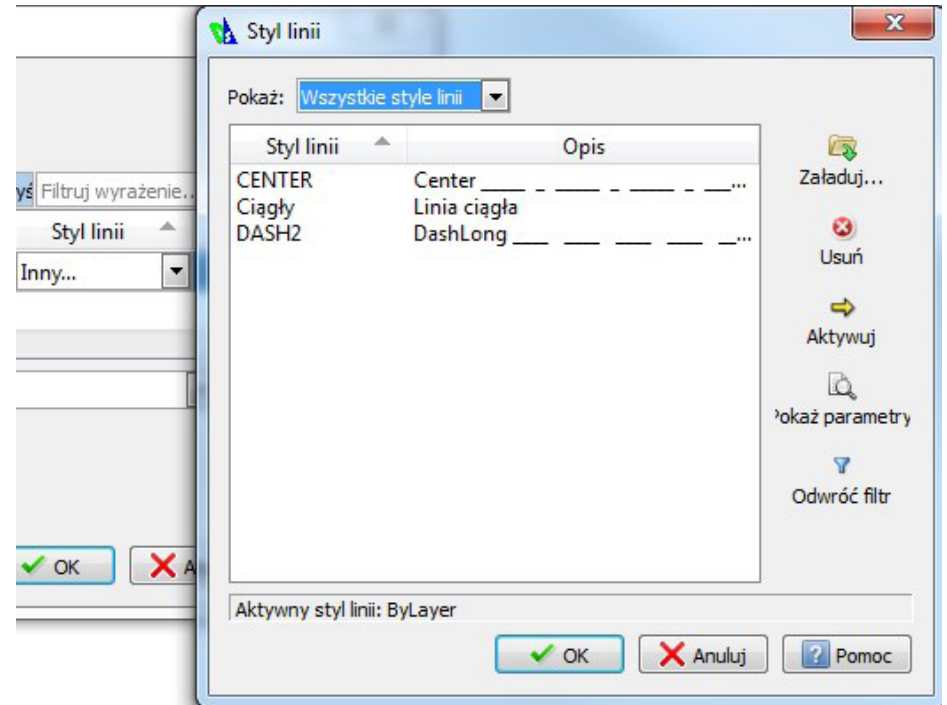 Styl linii
Pokaż: Wszystkie style linii
Styl linii Opis
CENTER Center ____ _ ____ _ ____ _ __...
Ciągły Linia ciągła
DASH2 DashLong ____ ___ ___ ___ _...
Załaduj...
Usuń
Aktywuj
Pokaż parametry
Odwróć filtr
Aktywny styl linii: ByLayer
OK Anuluj Pomoc
Filtruj wyrażenie...
Styl linii
Inny...
OK